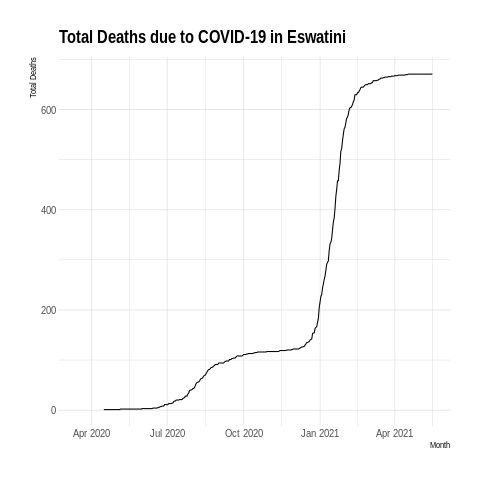 Total Deaths due to COVID-19 in Eswatini
Total Deaths
600
400
200
0
Apr 2020 Jul 2020 Oct 2020 Jan 2021 Apr 2021
Month